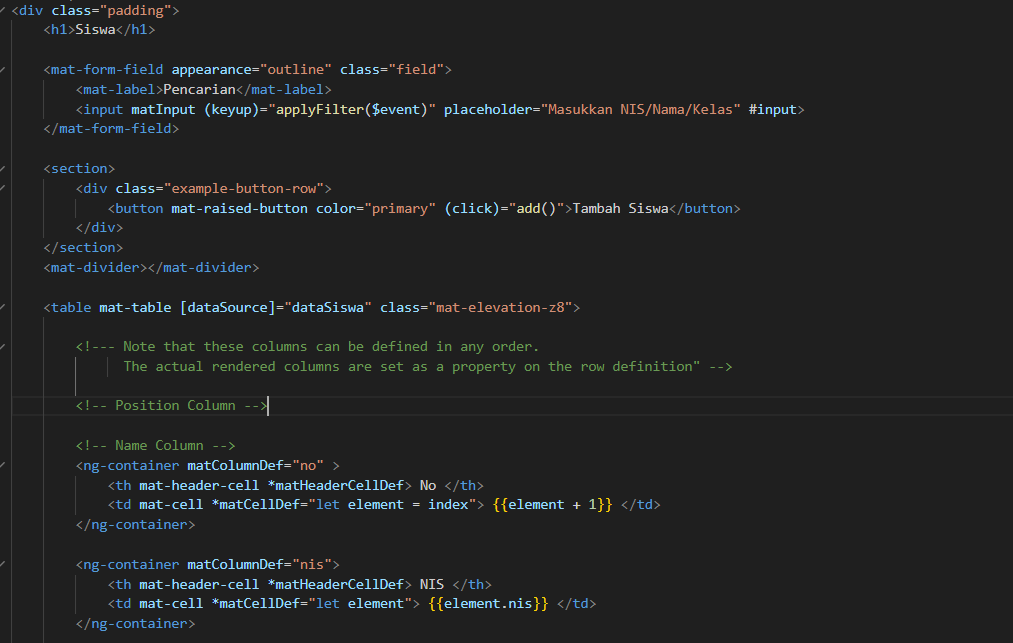 <div class="padding">
<h1>Siswa</h1>
<mat-form-field appearance="outline" class="field">
<mat-label>Pencarian</mat-label>
<input matInput (keyup)="applyFilter($event)" placeholder="Masukkan NIS/Nama/Kelas" #input>
</mat-form-field>
<section>
<div class="example-button-row">
<button mat-raised-button color="primary" (click)="add()">Tambah Siswa</button>
</div>
</section>
<mat-divider></mat-divider>
<table mat-table [dataSource]="dataSiswa" class="mat-elevation-z8">
<!--- Note that these columns can be defined in any order.
The actual rendered columns are set as a property on the row definition" -->
<!-- Position Column -->
<!-- Name Column -->
<ng-container matColumnDef="no" >
<th mat-header-cell *matHeaderCellDef> No </th>
<td mat-cell *matCellDef="let element = index"> {{element + 1}} </td>
</ng-container>
<ng-container matColumnDef="nis">
<th mat-header-cell *matHeaderCellDef> NIS </th>
<td mat-cell *matCellDef="let element"> {{element.nis}} </td>
</ng-container>